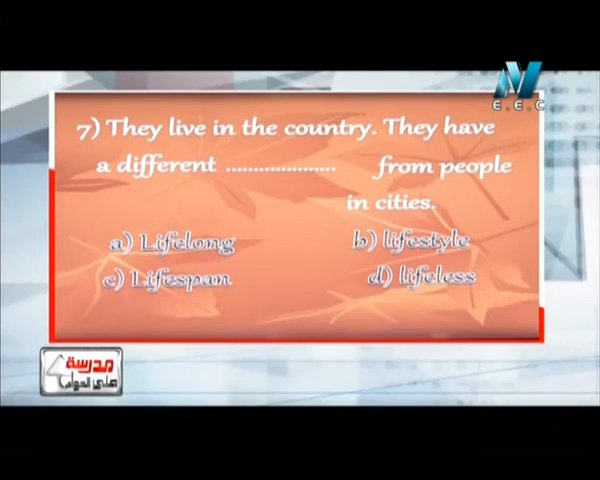 E.E.C
7) They live in the country. They have
a different .................... from people
in cities.
a) Lifelong b) lifestyle
c) Lifespan d) lifeless
مدرسة
على الهواء